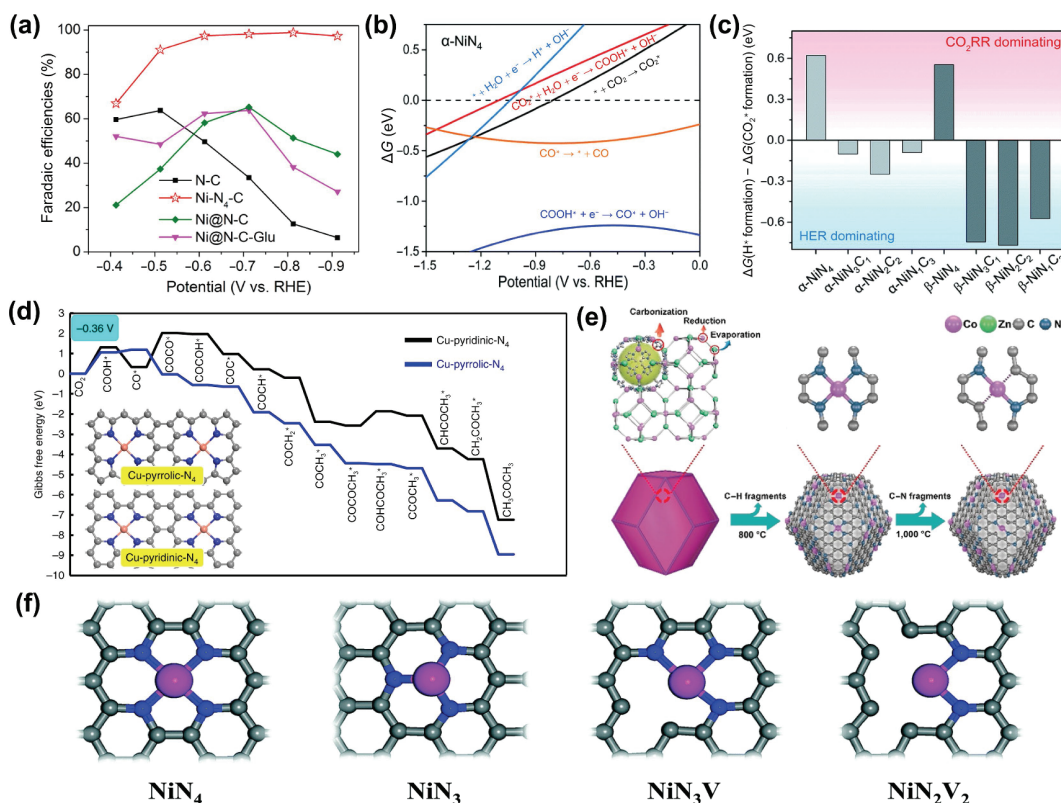 (a)
Faradaic efficiencies (%)
100
80
60
40
20
0
N-C
Ni-N4-C
Ni@N-C
Ni@N-C-Glu
−0.4
−0.5
−0.6
−0.7
−0.8
−0.9
Potential (V vs. RHE)
(b)
α-NiN4
ΔG (eV)
0.5
0.0
−0.5
−1.0
−1.5
* + H2O + e− → H* + OH−
CO2* + H2O + e− → COOH* + OH−
* + CO2 → CO2*
CO* → * + CO
COOH* + e− → CO* + OH−
−1.5
−1.2
−0.9
−0.6
−0.3
0.0
Potential (V vs. RHE)
(c)
CO2RR dominating
ΔG(H* formation) − ΔG(CO2* formation) (eV)
0.6
0.3
0.0
−0.3
−0.6
HER dominating
α-NiN4
α-NiN3C1
α-NiN2C2
α-NiN1C3
β-NiN4
β-NiN3C1
β-NiN2C2
(d)
−0.36 V
Gibbs free energy (eV)
3
2
1
0
−1
−2
−3
−4
−5
−6
−7
−8
−9
−10
Cu-pyridinic-N4
Cu-pyrrolic-N4
CO2
COOH*
CO*
COCO*
COCOH*
COC*
COCH*
COCH2*
COCH3*
COCOCH3*
COHCOCH3*
CCOCH3*
CHCOCH3*
CH2COCH3*
CH3COCH3
Cu-pyrrolic-N4
Cu-pyridinic-N4
(e)
Carbonization
Reduction
Evaporation
Co
Zn
C
N
C–H fragments
800 °C
C–N fragments
1,000 °C
(f)
NiN4
NiN3
NiN3V
NiN2V2